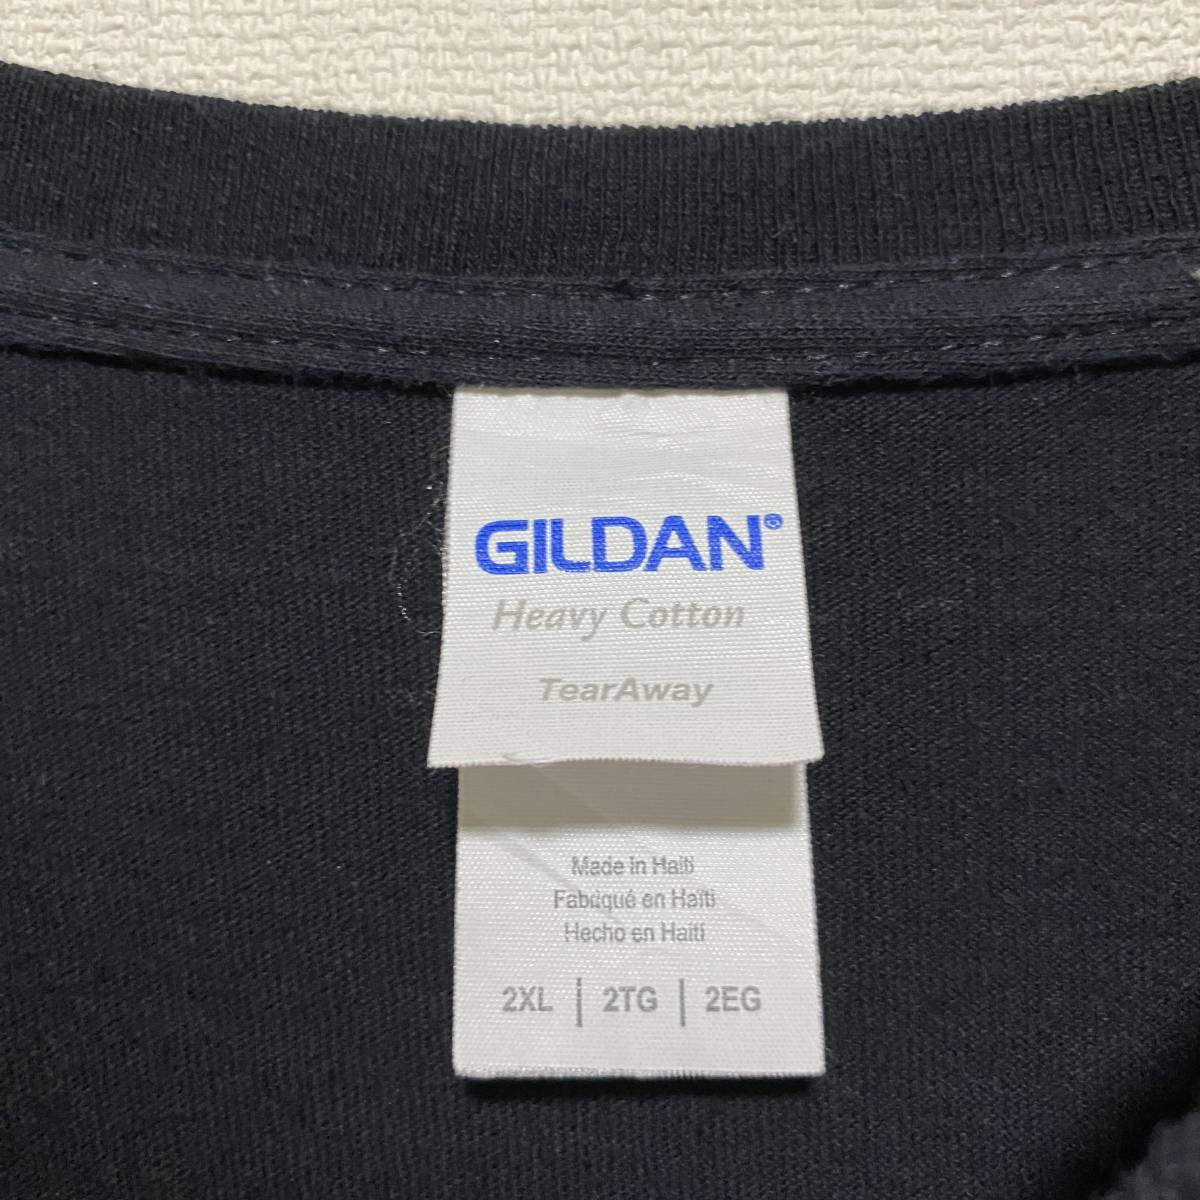 GILDAN®
Heavy Cotton
TearAway
Made in Haiti
Fabriqué en Haïti
Hecho en Haití
2XL | 2TG | 2EG